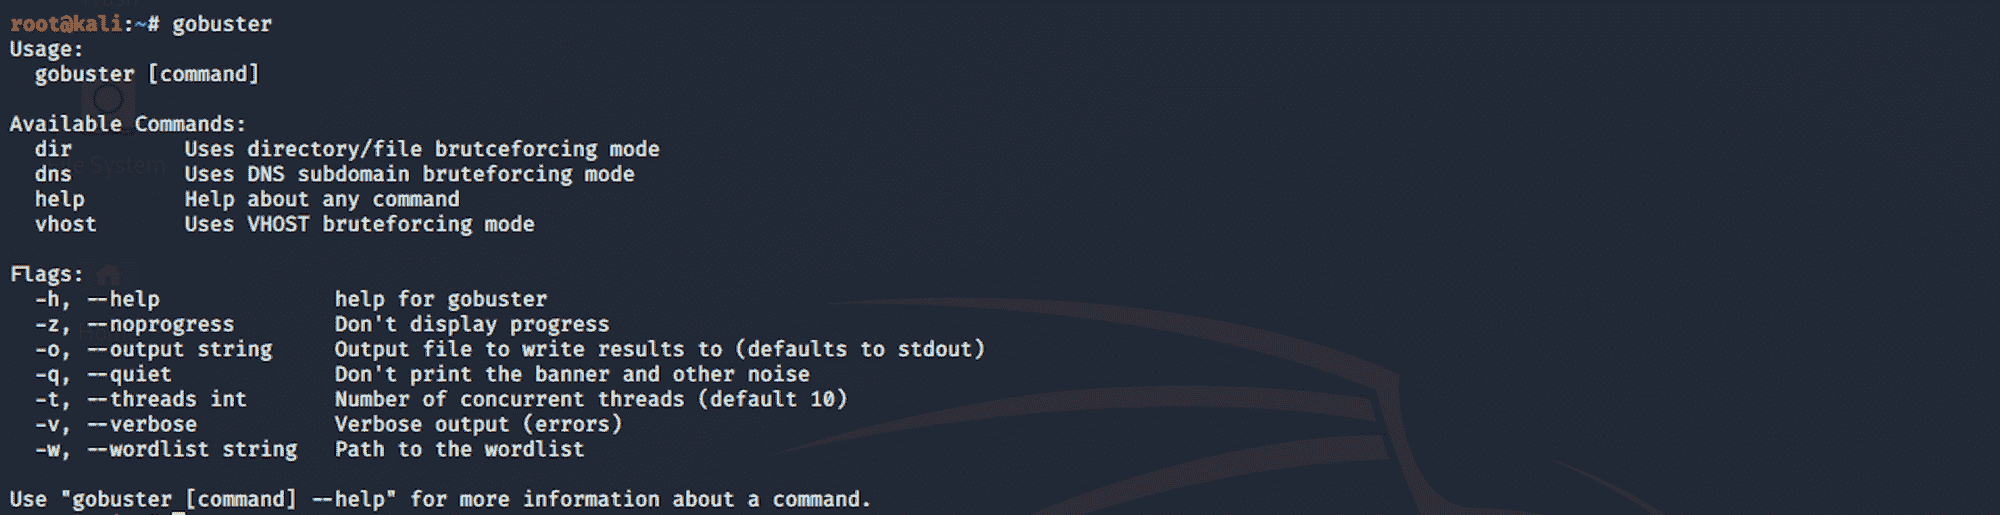 root@kali:~# gobuster
Usage:
  gobuster [command]

Available Commands:
  dir         Uses directory/file brutceforcing mode
  dns         Uses DNS subdomain bruteforcing mode
  help        Help about any command
  vhost       Uses VHOST bruteforcing mode

Flags:
  -h, --help              help for gobuster
  -z, --noprogress        Don't display progress
  -o, --output string     Output file to write results to (defaults to stdout)
  -q, --quiet             Don't print the banner and other noise
  -t, --threads int       Number of concurrent threads (default 10)
  -v, --verbose           Verbose output (errors)
  -w, --wordlist string   Path to the wordlist

Use "gobuster [command] --help" for more information about a command.